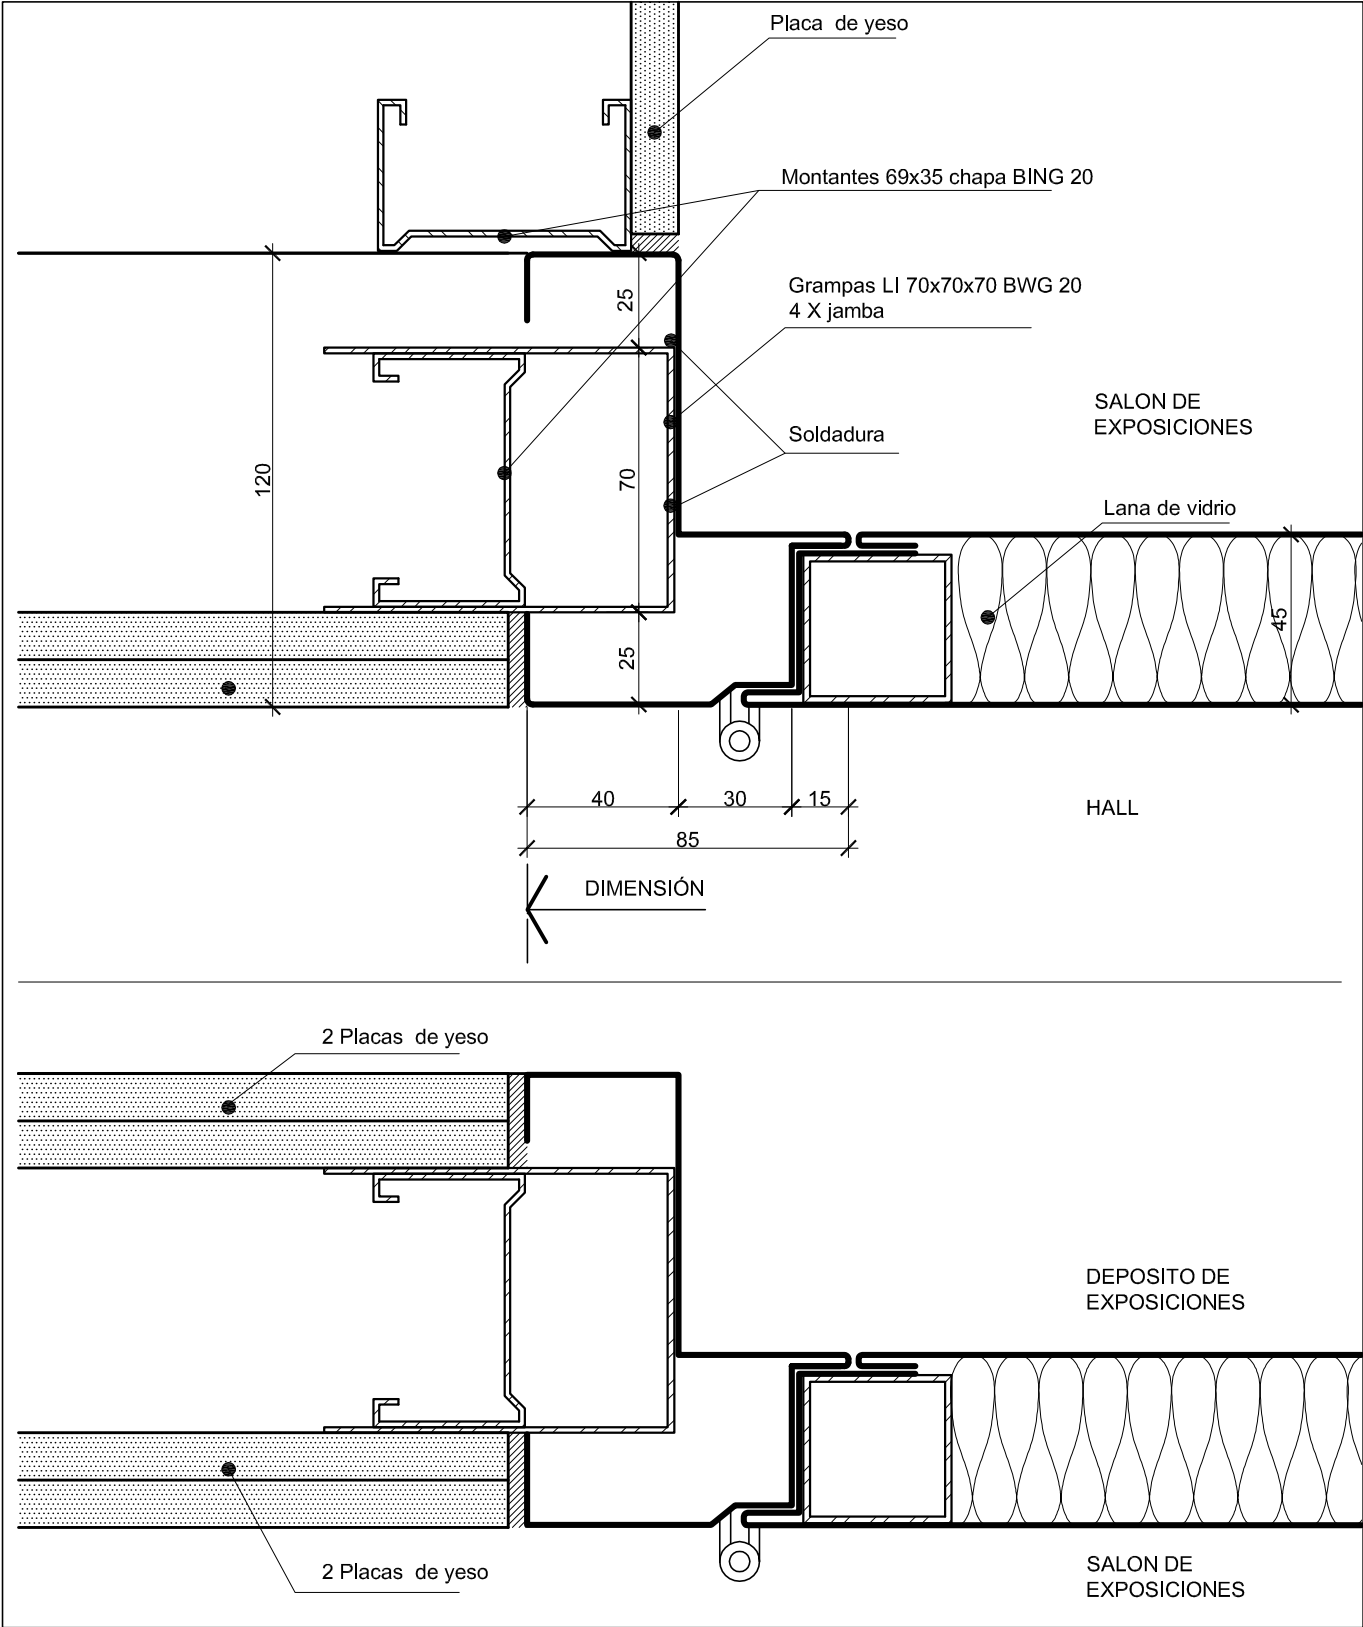 Placa de yeso
Montantes 69x35 chapa BING 20
Grampas LI 70x70x70 BWG 20
4 X jamba
25
SALON DE
EXPOSICIONES
Soldadura
120
70
Lana de vidrio
45
25
40
30
15
HALL
85
DIMENSIÓN
2 Placas de yeso
DEPOSITO DE
EXPOSICIONES
2 Placas de yeso
SALON DE
EXPOSICIONES